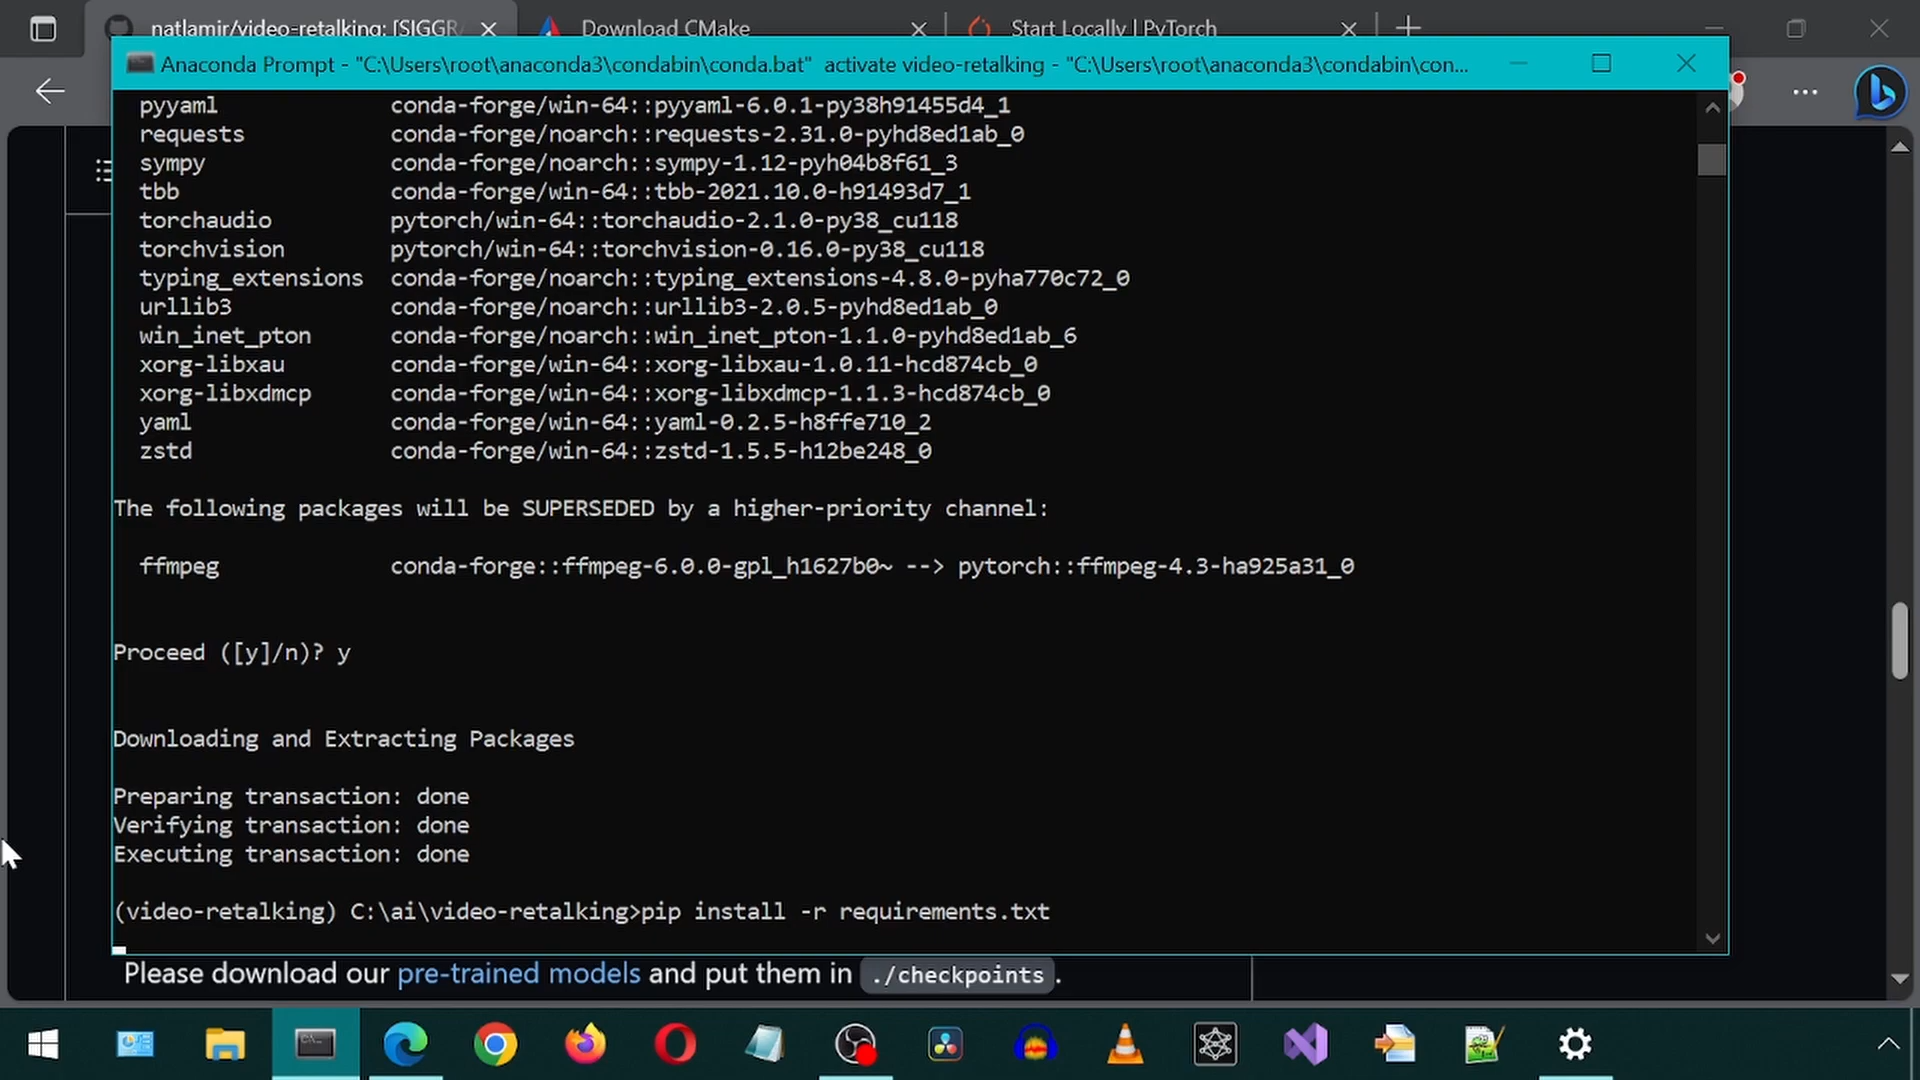 natlamir/video-retalking: [SIGGR/
Download CMake
Start Locally | PyTorch
Anaconda Prompt - "C:\Users\root\anaconda3\condabin\conda.bat" activate video-retalking - "C:\Users\root\anaconda3\condabin\con...
pyyaml conda-forge/win-64::pyyaml-6.0.1-py38h91455d4_1
requests conda-forge/noarch::requests-2.31.0-pyhd8ed1ab_0
sympy conda-forge/noarch::sympy-1.12-pyh04b8f61_3
tbb conda-forge/win-64::tbb-2021.10.0-h91493d7_1
torchaudio pytorch/win-64::torchaudio-2.1.0-py38_cu118
torchvision pytorch/win-64::torchvision-0.16.0-py38_cu118
typing_extensions conda-forge/noarch::typing_extensions-4.8.0-pyha770c72_0
urllib3 conda-forge/noarch::urllib3-2.0.5-pyhd8ed1ab_0
win_inet_pton conda-forge/noarch::win_inet_pton-1.1.0-pyhd8ed1ab_6
xorg-libxau conda-forge/win-64::xorg-libxau-1.0.11-hcd874cb_0
xorg-libxdmcp conda-forge/win-64::xorg-libxdmcp-1.1.3-hcd874cb_0
yaml conda-forge/win-64::yaml-0.2.5-h8ffe710_2
zstd conda-forge/win-64::zstd-1.5.5-h12be248_0
The following packages will be SUPERSEDED by a higher-priority channel:
ffmpeg conda-forge::ffmpeg-6.0.0-gpl_h1627b0~ --> pytorch::ffmpeg-4.3-ha925a31_0
Proceed ([y]/n)? y
Downloading and Extracting Packages
Preparing transaction: done
Verifying transaction: done
Executing transaction: done
(video-retalking) C:\ai\video-retalking>pip install -r requirements.txt
Please download our pre-trained models and put them in ./checkpoints.